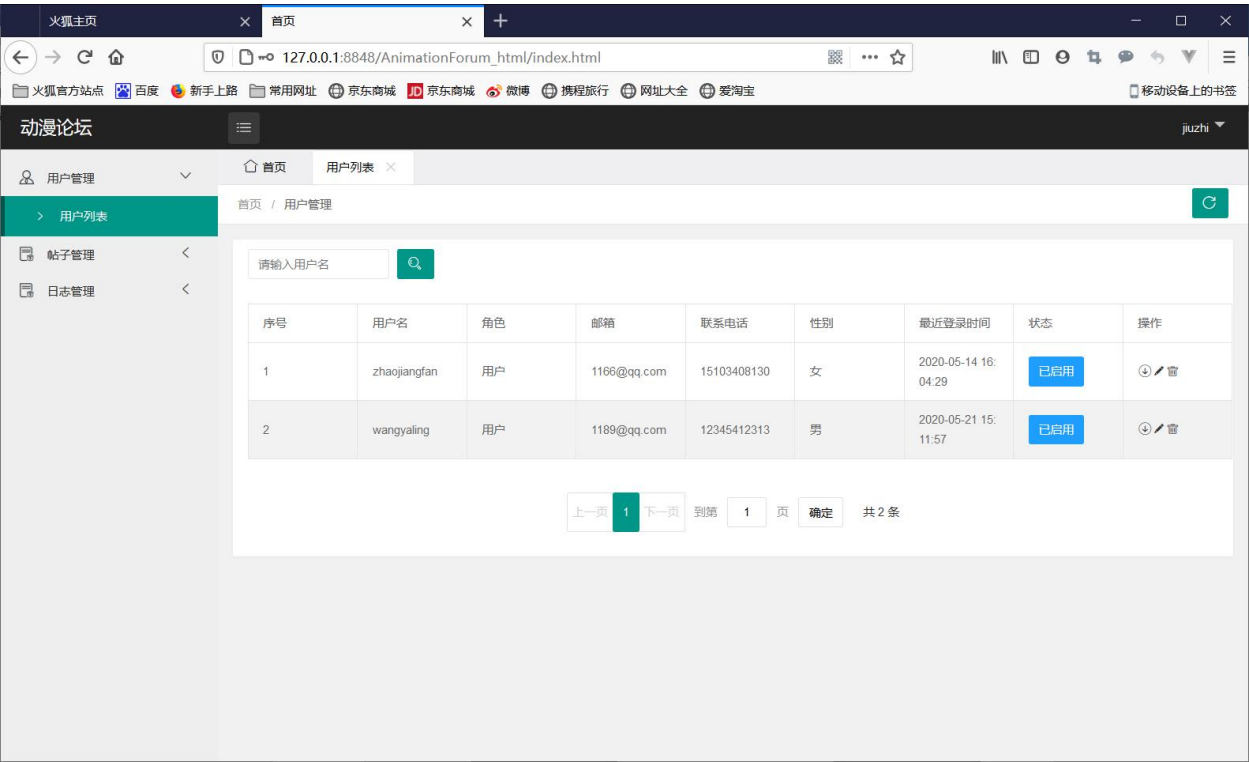 火狐主页
首页
127.0.0.1:8848/AnimationForum_html/index.html
火狐官方站点 百度 新手上路 常用网址 京东商城 JD 京东商城 微博 携程旅行 网址大全 爱淘宝 移动设备上的书签
动漫论坛
jiuzhi
用户管理
用户列表
帖子管理
日志管理
首页 用户列表
首页 / 用户管理
请输入用户名
序号 用户名 角色 邮箱 联系电话 性别 最近登录时间 状态 操作
1 zhaojiangfan 用户 1166@qq.com 15103408130 女 2020-05-14 16:
04:29 已启用
2 wangyaling 用户 1189@qq.com 12345412313 男 2020-05-21 15:
11:57 已启用
上一页 1 下一页 到第 1 页 确定 共 2 条